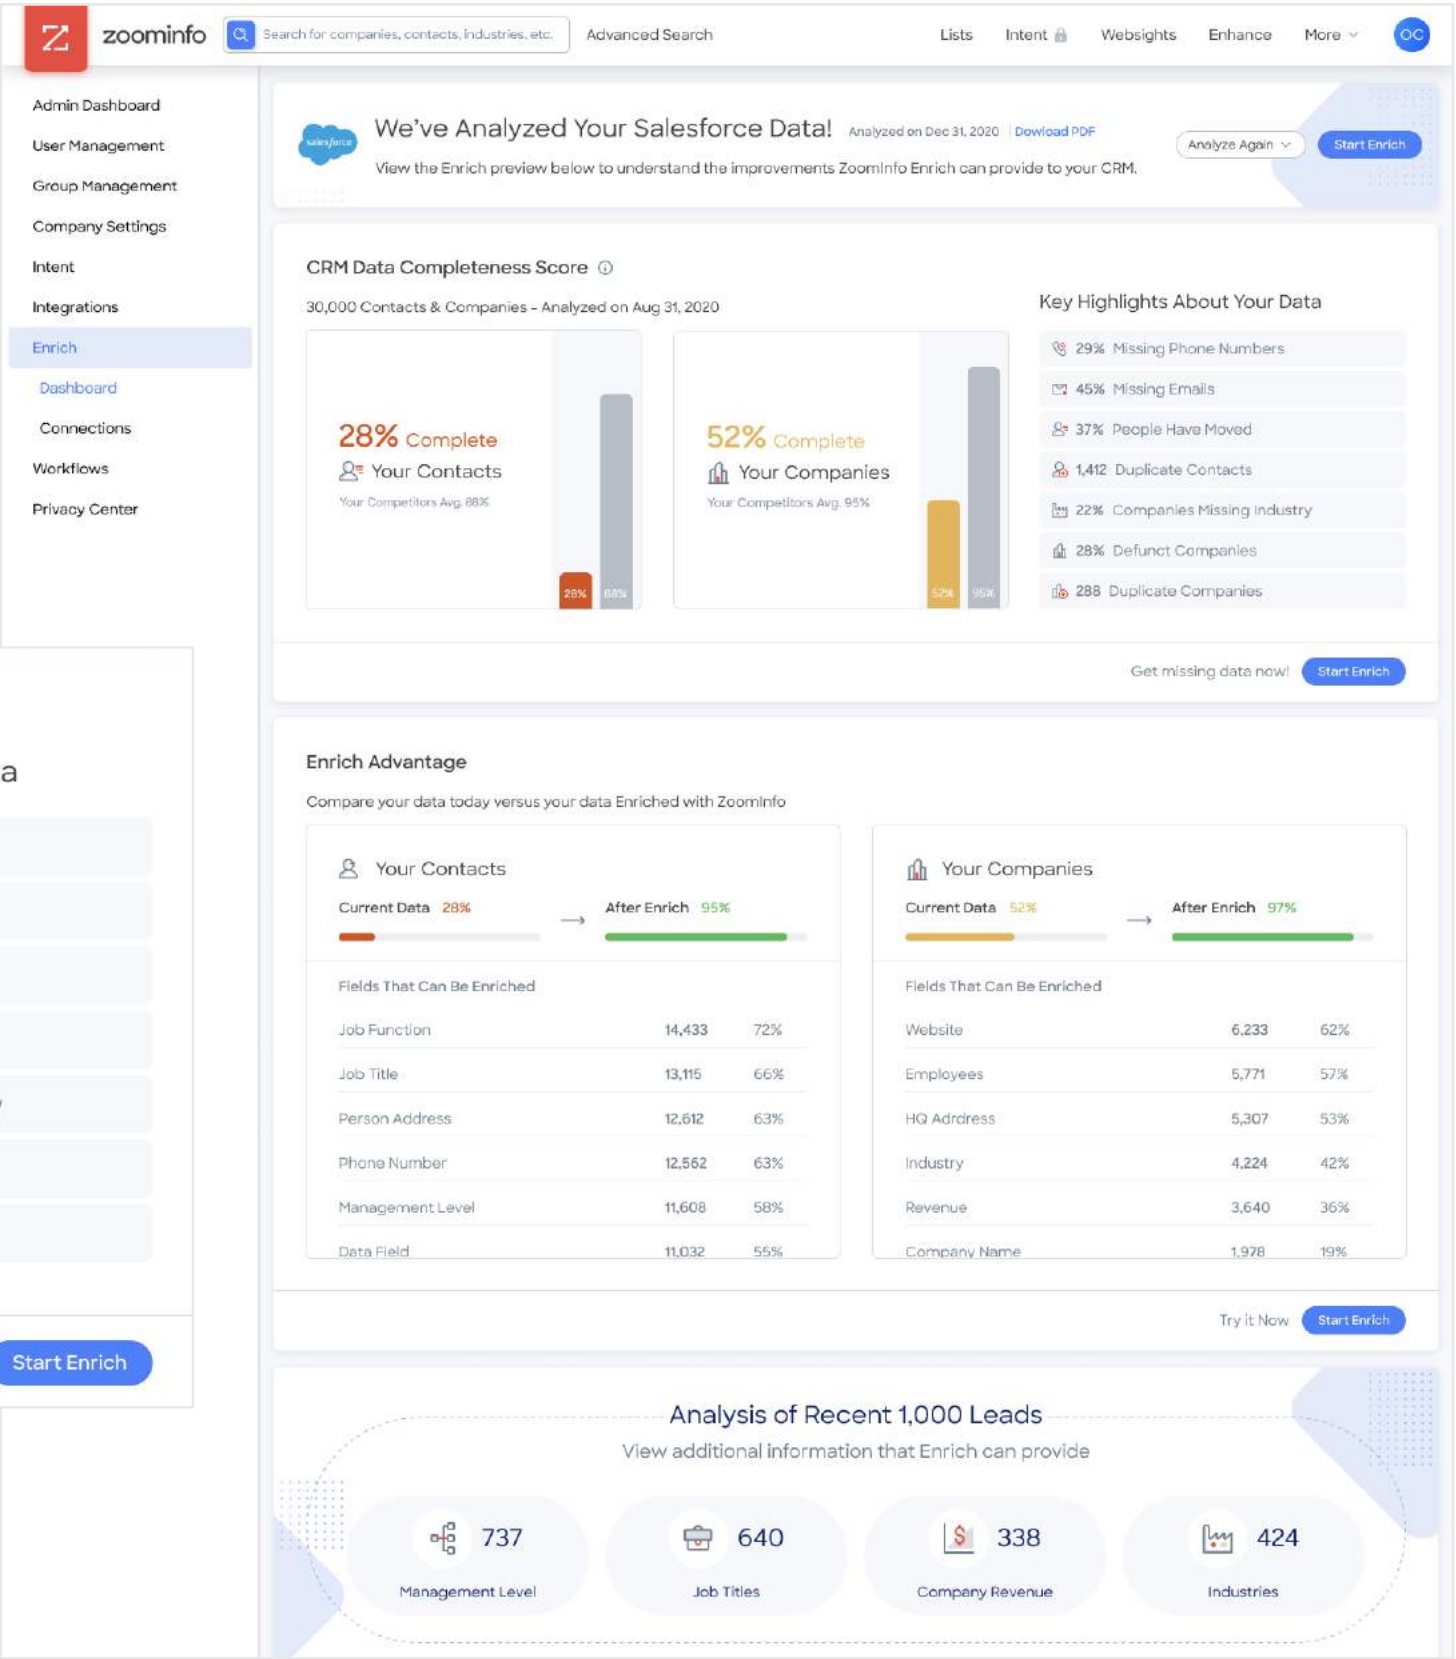 zoominfo
Search for companies, contacts, industries, etc.
Advanced Search
Lists
Intent
Websights
Enhance
More
OC
Admin Dashboard
User Management
Group Management
Company Settings
Intent
Integrations
Enrich
Dashboard
Connections
Workflows
Privacy Center
salesforce
We've Analyzed Your Salesforce Data! Analyzed on Dec 31, 2020 | Dowload PDF
View the Enrich preview below to understand the improvements ZoomInfo Enrich can provide to your CRM.
Analyze Again
Start Enrich
CRM Data Completeness Score
30,000 Contacts & Companies - Analyzed on Aug 31, 2020
28% Complete
Your Contacts
Your Competitors Avg. 88%
28%
88%
52% Complete
Your Companies
Your Competitors Avg. 95%
52%
95%
Key Highlights About Your Data
29% Missing Phone Numbers
45% Missing Emails
37% People Have Moved
1,412 Duplicate Contacts
22% Companies Missing Industry
28% Defunct Companies
288 Duplicate Companies
Get missing data now!
Start Enrich
a
y
Start Enrich
Enrich Advantage
Compare your data today versus your data Enriched with ZoomInfo
Your Contacts
Current Data 28%
After Enrich 95%
Fields That Can Be Enriched
Job Function 14,433 72%
Job Title 13,115 66%
Person Address 12,612 63%
Phone Number 12,562 63%
Management Level 11,608 58%
Data Field 11,032 55%
Your Companies
Current Data 52%
After Enrich 97%
Fields That Can Be Enriched
Website 6,233 62%
Employees 5,771 57%
HQ Adrdress 5,307 53%
Industry 4,224 42%
Revenue 3,640 36%
Company Name 1,978 19%
Try it Now
Start Enrich
Analysis of Recent 1,000 Leads
View additional information that Enrich can provide
737
Management Level
640
Job Titles
338
Company Revenue
424
Industries